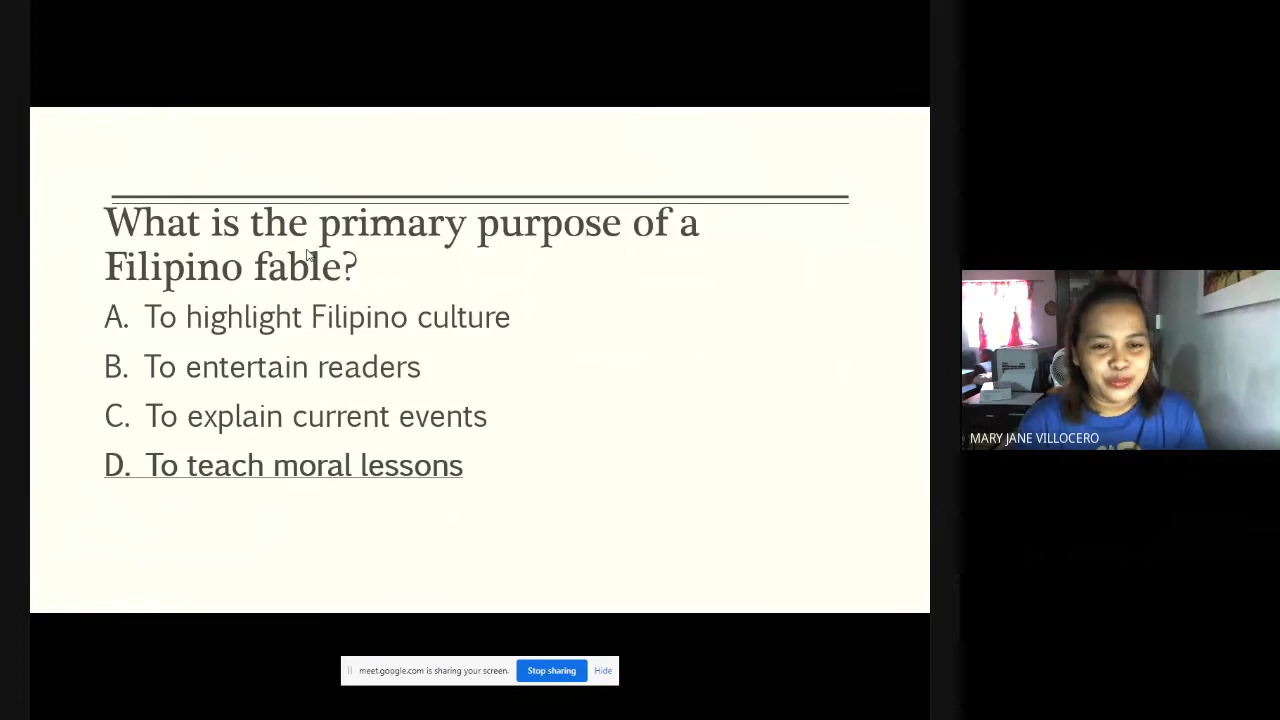 What is the primary purpose of a
Filipino fable?
A. To highlight Filipino culture
B. To entertain readers
C. To explain current events
D. To teach moral lessons
MARY JANE VILLOCERO
meet.google.com is sharing your screen.
Stop sharing
Hide